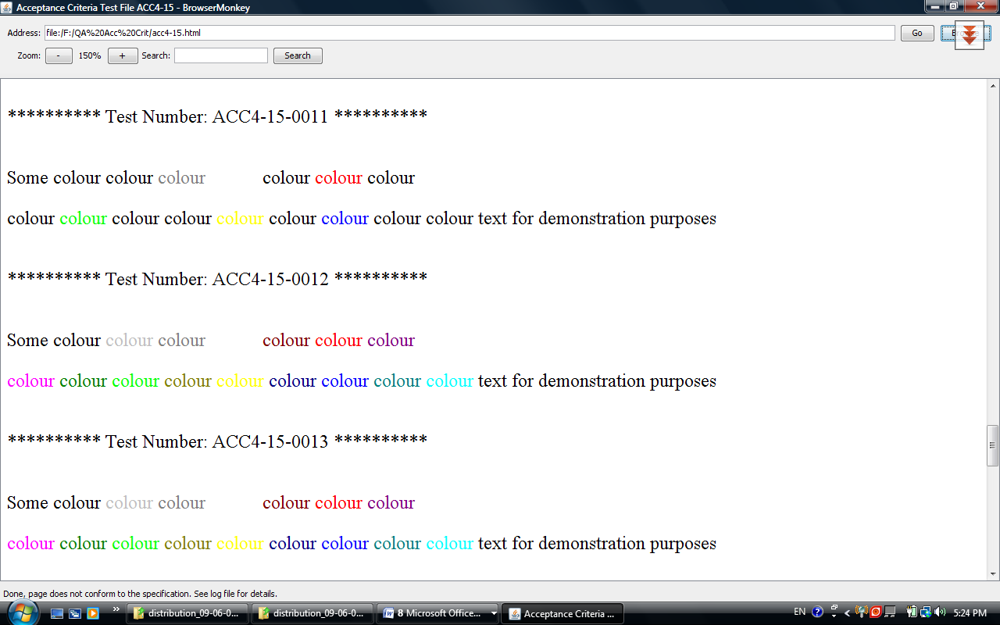 Acceptance Criteria Test File ACC4-15 - BrowserMonkey
Address: file:/F:/QA%20Acc%20Crit/acc4-15.html Go
Zoom: - 150% + Search: Search
********** Test Number: ACC4-15-0011 **********
Some colour colour colour colour colour colour
colour colour colour colour colour colour colour colour colour text for demonstration purposes
********** Test Number: ACC4-15-0012 **********
Some colour colour colour colour colour colour
colour colour colour colour colour colour colour colour colour text for demonstration purposes
********** Test Number: ACC4-15-0013 **********
Some colour colour colour colour colour colour
colour colour colour colour colour colour colour colour colour text for demonstration purposes
Done, page does not conform to the specification. See log file for details.
distribution_09-06-0... distribution_09-06-0... 8 Microsoft Office... Acceptance Criteria ... EN 5:24 PM